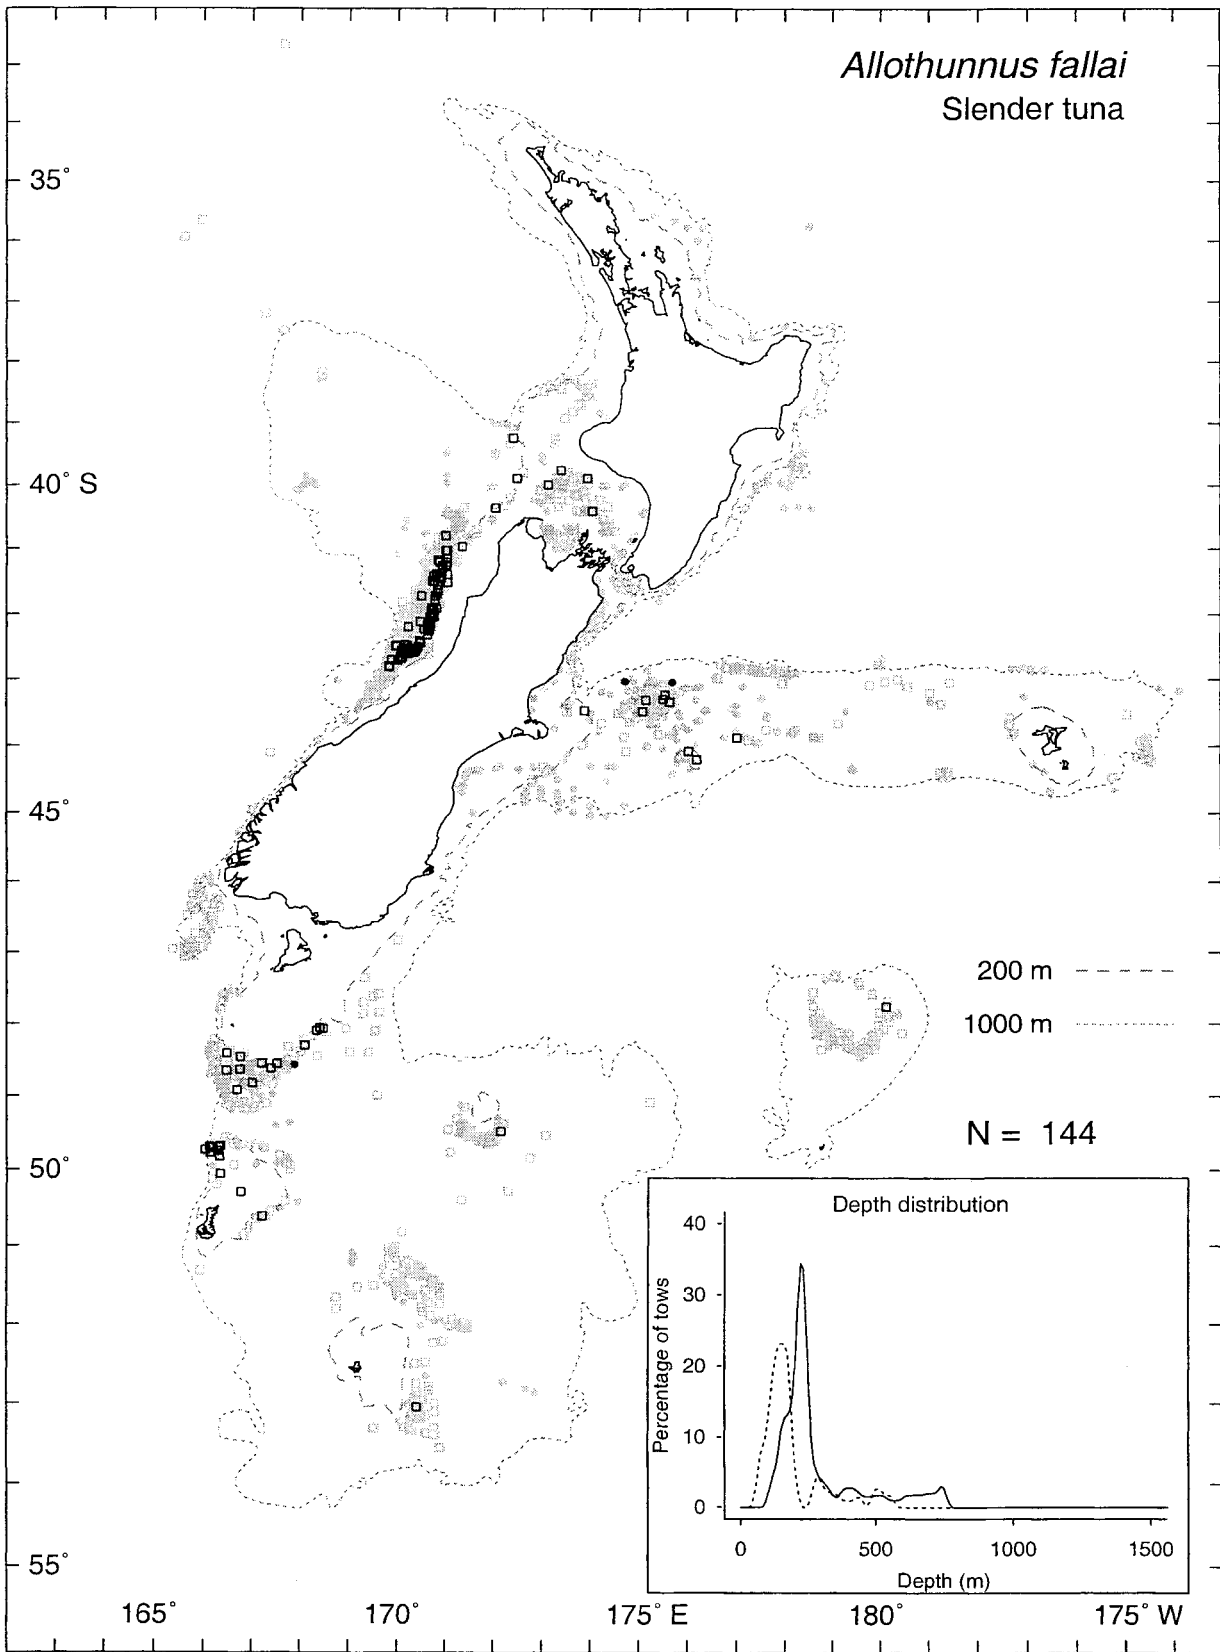 Allothunnus fallai
Slender tuna
35°
40° S
45°
200 m
1000 m
N = 144
50°
Depth distribution
40
30
20
10
0
Percentage of tows
0 500 1000 1500
Depth (m)
55°
165° 170° 175° E 180° 175° W